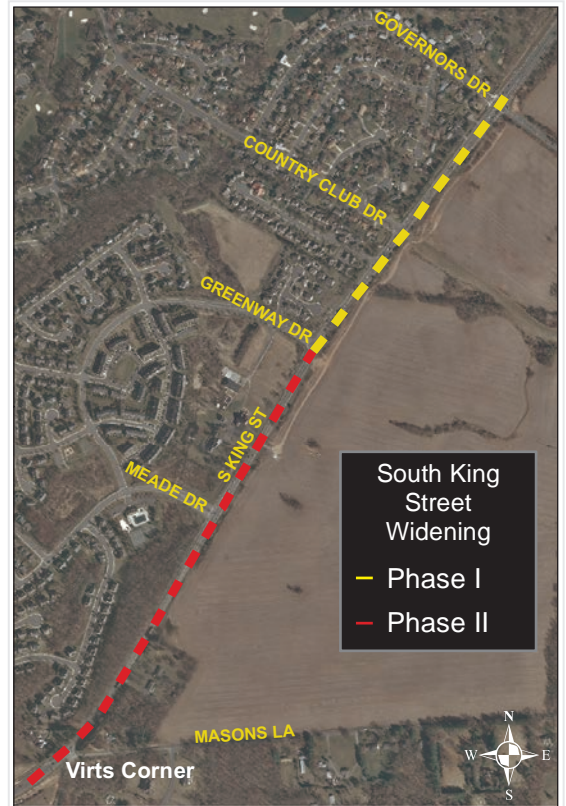 GOVERNORS DR
COUNTRY CLUB DR
GREENWAY DR
S KING ST
MEADE DR
South King
Street
Widening
Phase I
Phase II
MASONS LA
Virts Corner
N
W E
S